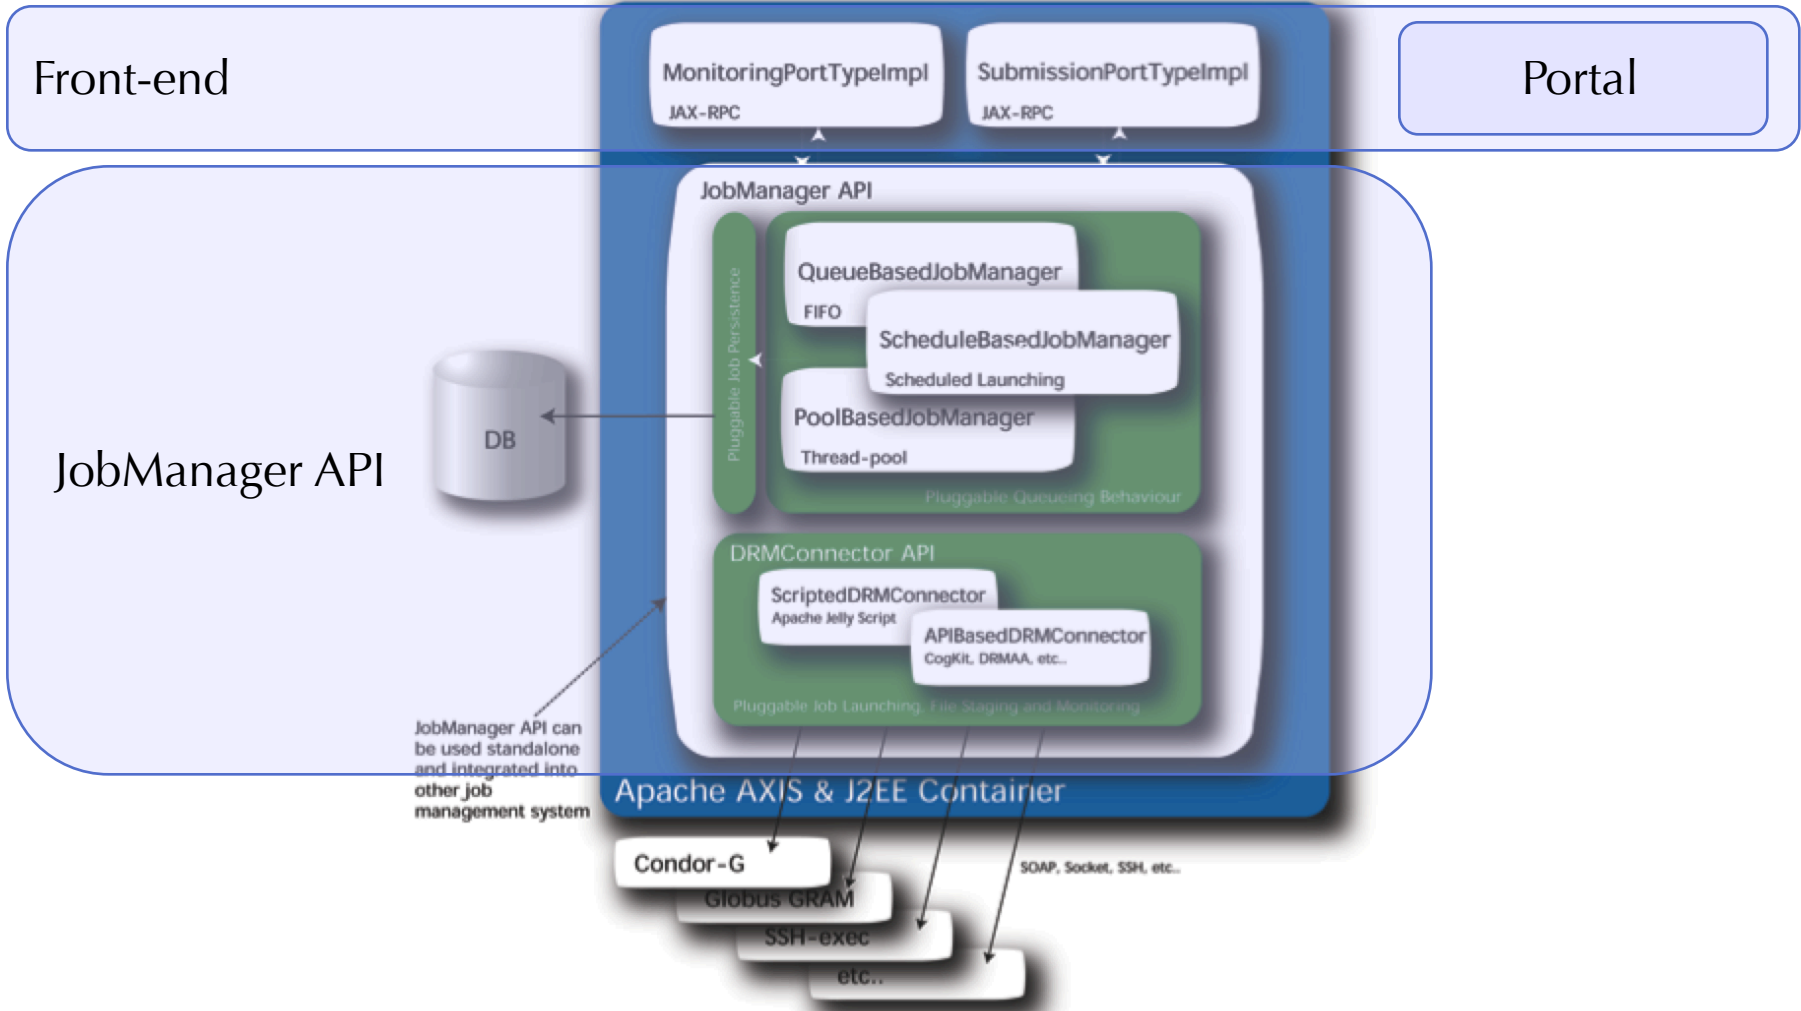 Front-end
MonitoringPortTypeImpl
JAX-RPC
SubmissionPortTypeImpl
JAX-RPC
Portal
JobManager API
JobManager API
Pluggable Job Persistence
QueueBasedJobManager
FIFO
ScheduleBasedJobManager
Scheduled Launching
PoolBasedJobManager
Thread-pool
Pluggable Queueing Behaviour
DB
DRMConnector API
ScriptedDRMConnector
Apache Jelly Script
APIBasedDRMConnector
CogKit, DRMAA, etc..
Pluggable Job Launching, File Staging and Monitoring
JobManager API can
be used standalone
and integrated into
other job
management system
Apache AXIS & J2EE Container
Condor-G
Globus GRAM
SSH-exec
etc..
SOAP, Socket, SSH, etc..